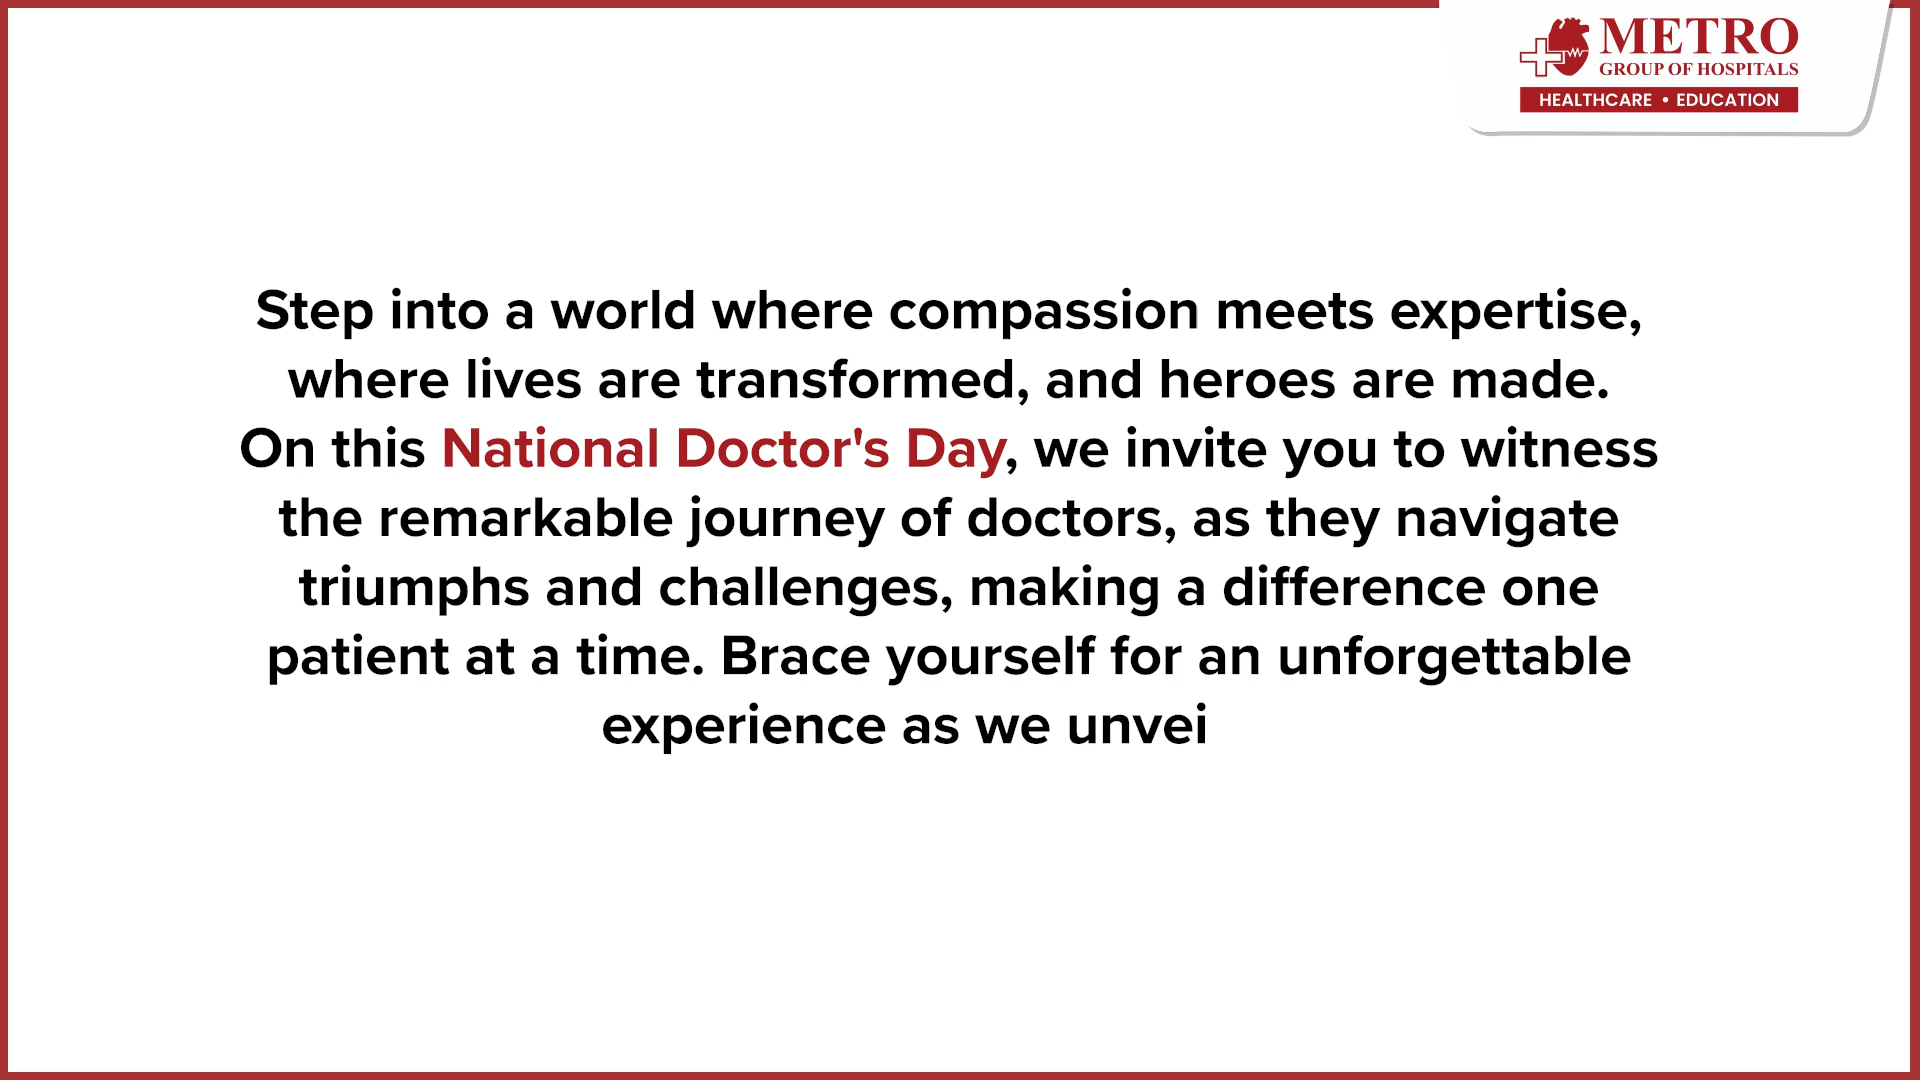 METRO
GROUP OF HOSPITALS
HEALTHCARE • EDUCATION
Step into a world where compassion meets expertise,
where lives are transformed, and heroes are made.
On this National Doctor's Day, we invite you to witness
the remarkable journey of doctors, as they navigate
triumphs and challenges, making a difference one
patient at a time. Brace yourself for an unforgettable
experience as we unvei